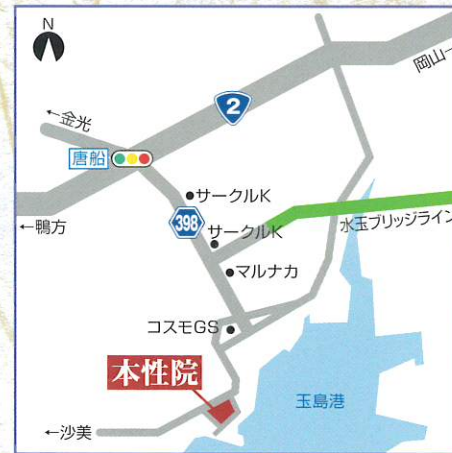 N
岡山→
2
←金光
唐船
サークルK
398
←鴨方
サークルK
水玉ブリッジライン
マルナカ
コスモGS
本性院
玉島港
←沙美